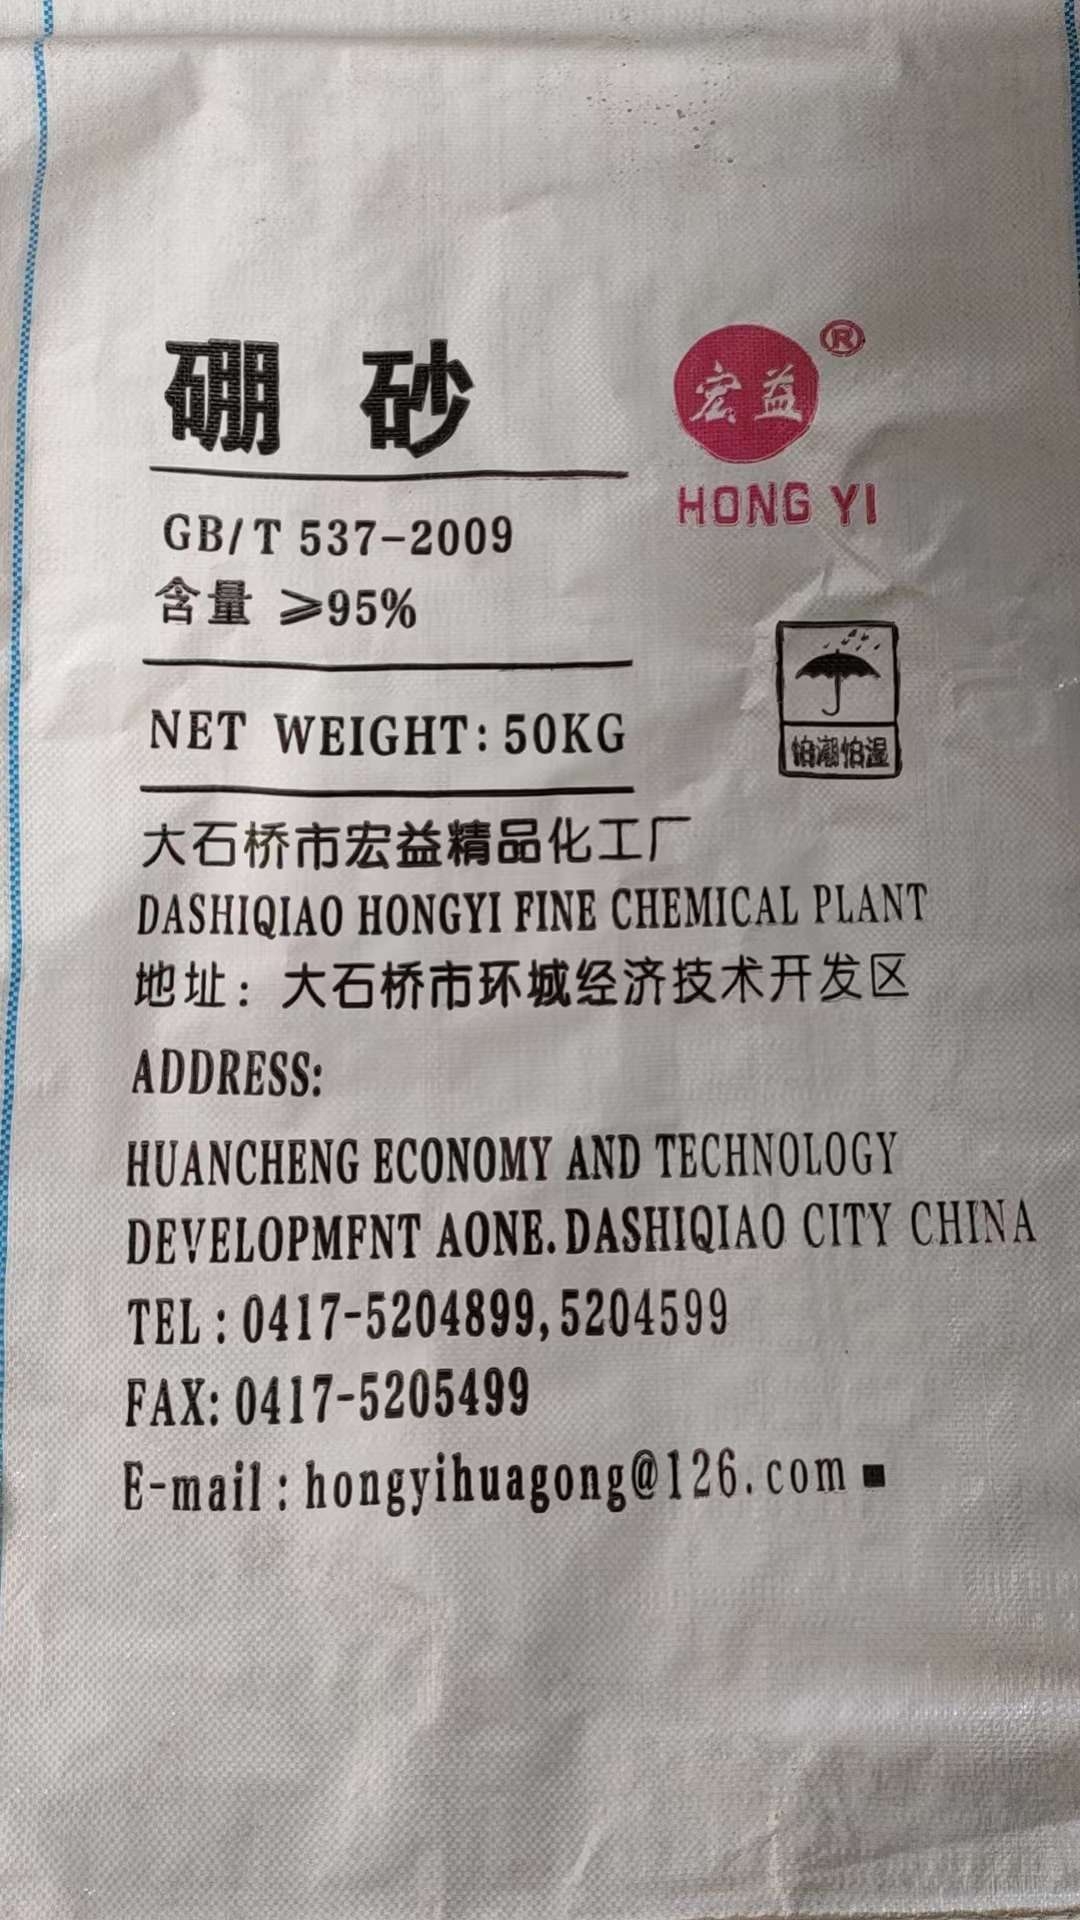 硼 砂
宏益®
HONG YI
GB/T 537-2009
含量 ≥95%
NET WEIGHT: 50KG
怕潮怕湿
大石桥市宏益精品化工厂
DASHIQIAO HONGYI FINE CHEMICAL PLANT
地址：大石桥市环城经济技术开发区
ADDRESS:
HUANCHENG ECONOMY AND TECHNOLOGY
DEVELOPMFNT AONE.DASHIQIAO CITY CHINA
TEL：0417-5204899,5204599
FAX: 0417-5205499
E-mail：hongyihuagong@126.com■